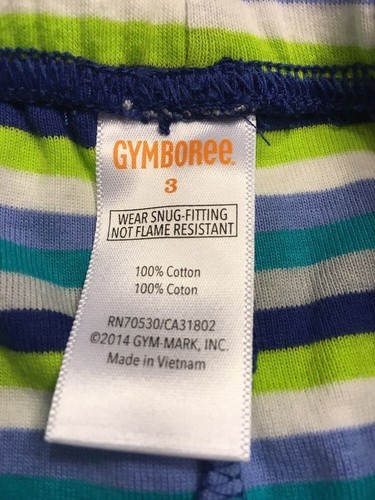 GYMBOREE
3
WEAR SNUG-FITTING
NOT FLAME RESISTANT
100% Cotton
100% Coton
RN70530/CA31802
©2014 GYM-MARK, INC.
Made in Vietnam